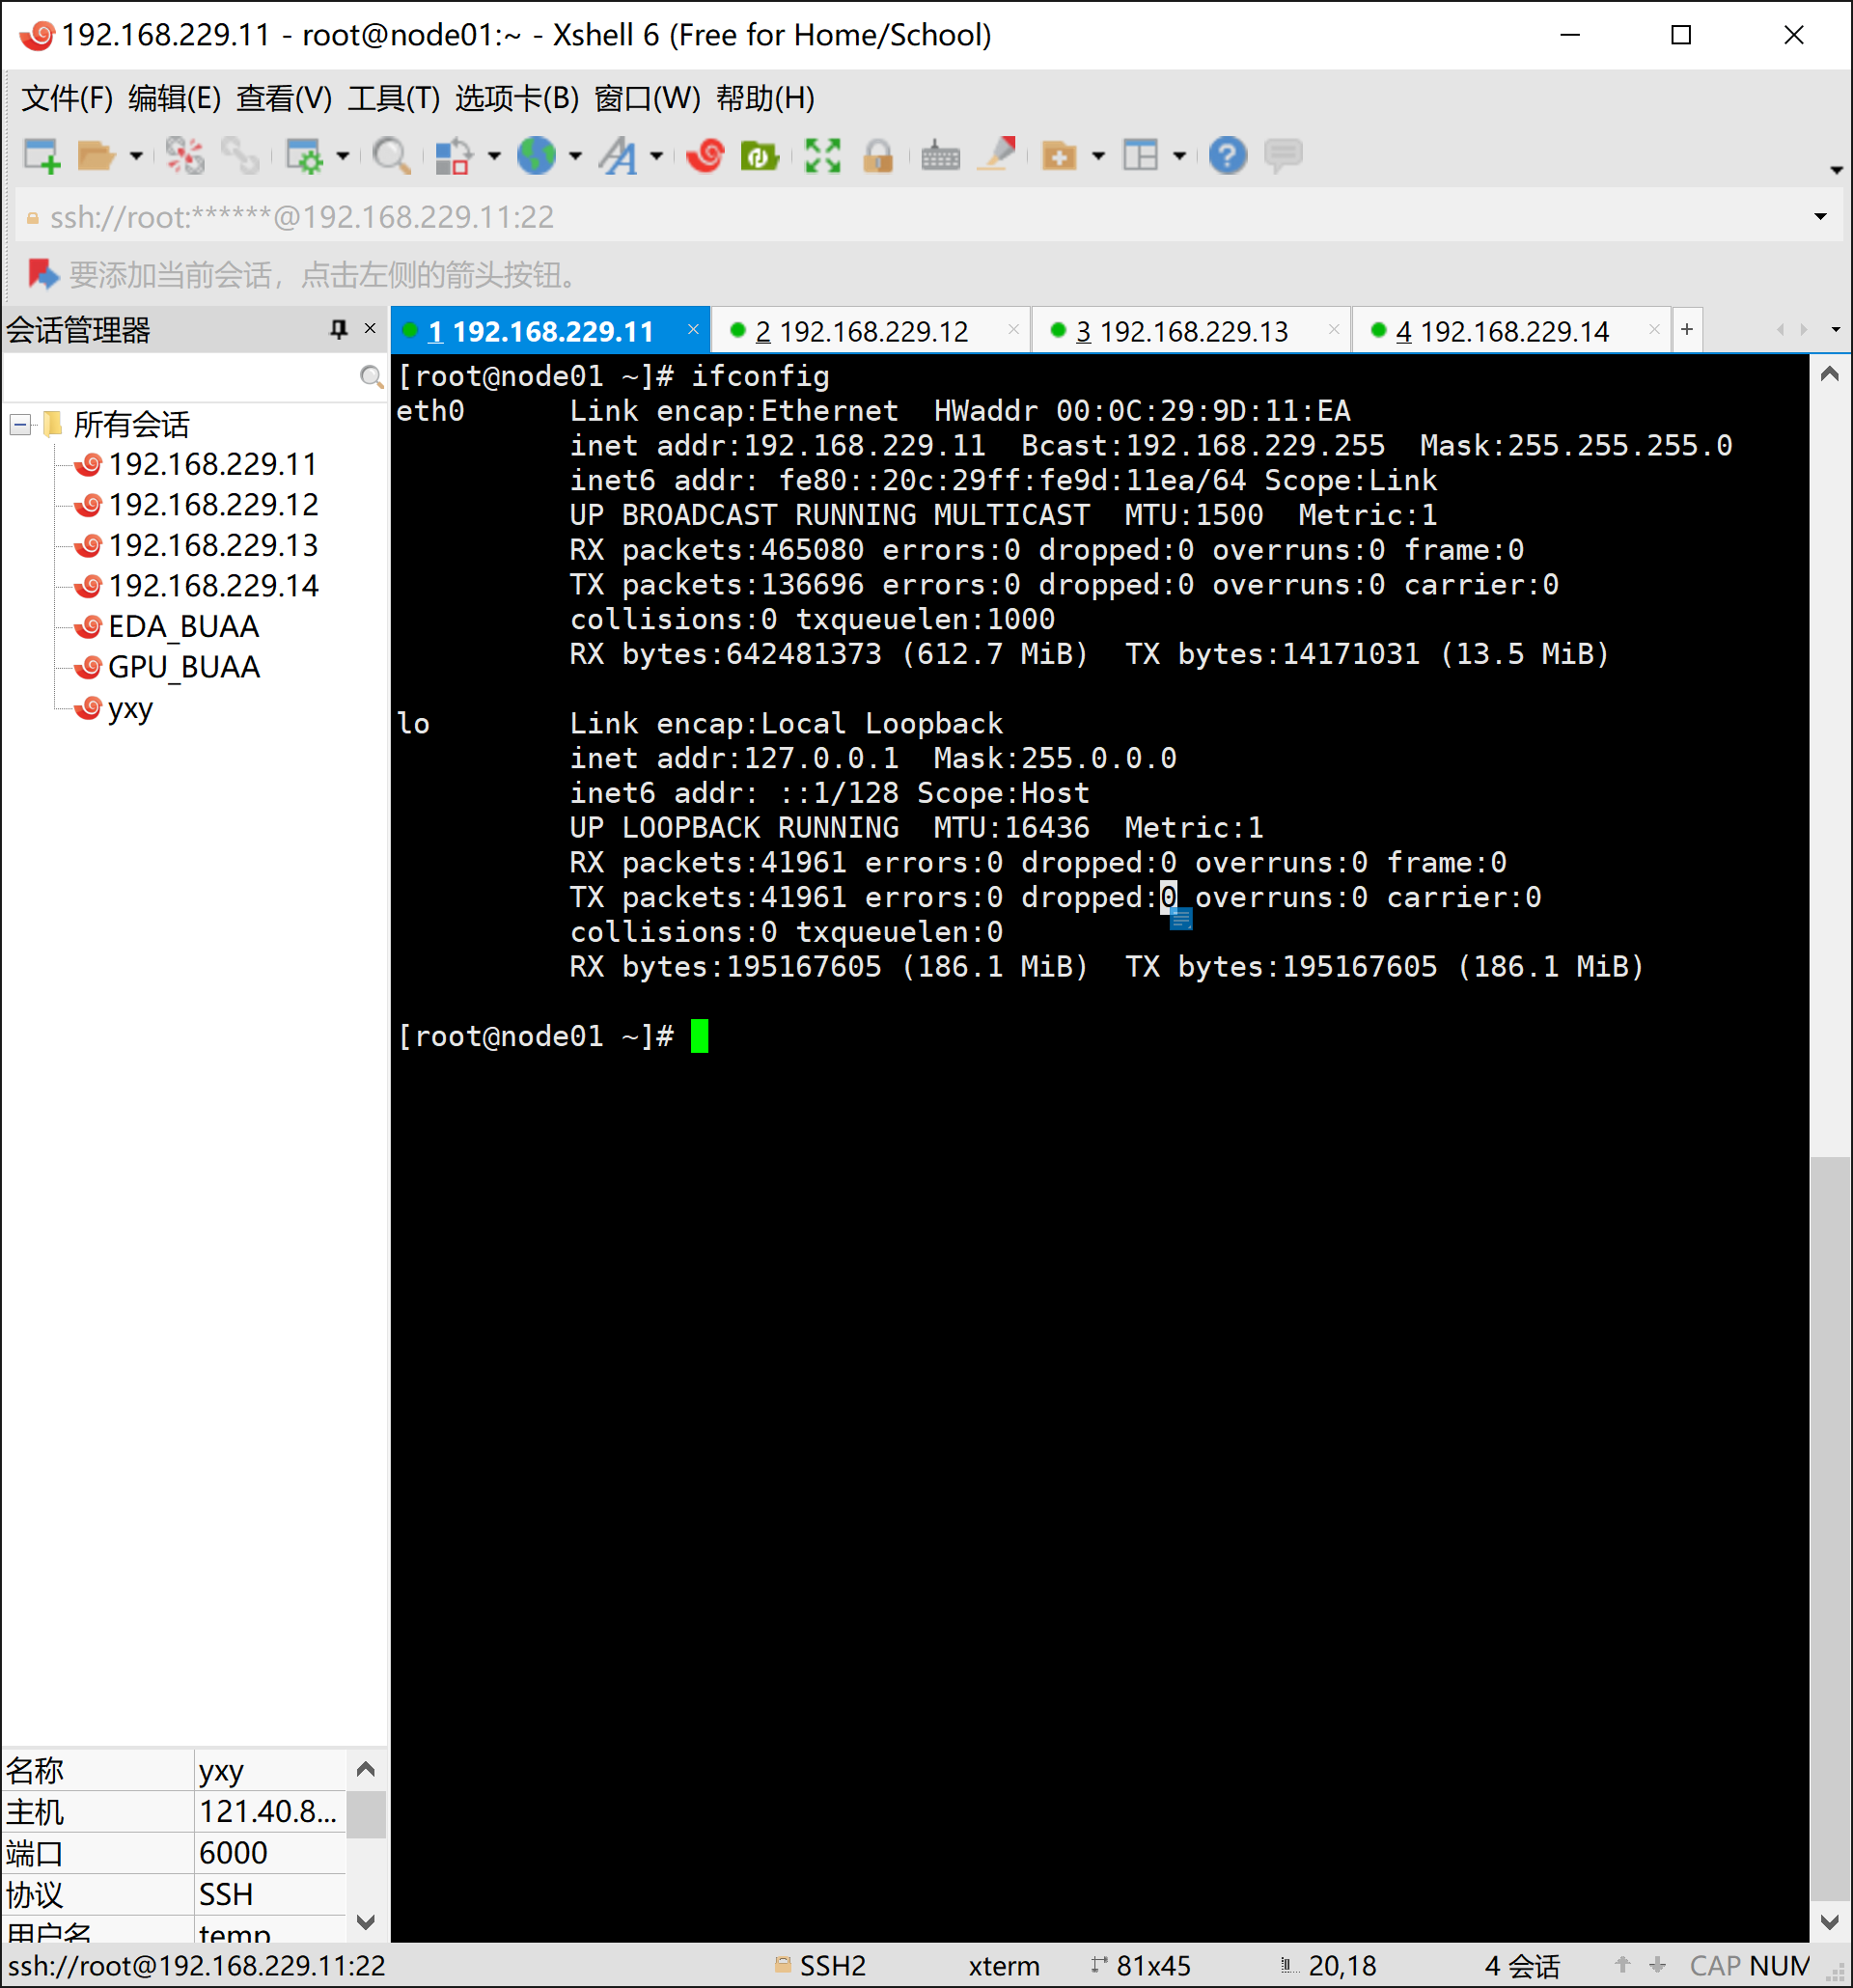 192.168.229.11 - root@node01:~ - Xshell 6 (Free for Home/School)
文件(F) 编辑(E) 查看(V) 工具(T) 选项卡(B) 窗口(W) 帮助(H)
ssh://root:******@192.168.229.11:22
要添加当前会话，点击左侧的箭头按钮。
会话管理器
1 192.168.229.11
2 192.168.229.12
3 192.168.229.13
4 192.168.229.14
所有会话
192.168.229.11
192.168.229.12
192.168.229.13
192.168.229.14
EDA_BUAA
GPU_BUAA
yxy
[root@node01 ~]# ifconfig
eth0      Link encap:Ethernet  HWaddr 00:0C:29:9D:11:EA
          inet addr:192.168.229.11  Bcast:192.168.229.255  Mask:255.255.255.0
          inet6 addr: fe80::20c:29ff:fe9d:11ea/64 Scope:Link
          UP BROADCAST RUNNING MULTICAST  MTU:1500  Metric:1
          RX packets:465080 errors:0 dropped:0 overruns:0 frame:0
          TX packets:136696 errors:0 dropped:0 overruns:0 carrier:0
          collisions:0 txqueuelen:1000
          RX bytes:642481373 (612.7 MiB)  TX bytes:14171031 (13.5 MiB)
lo        Link encap:Local Loopback
          inet addr:127.0.0.1  Mask:255.0.0.0
          inet6 addr: ::1/128 Scope:Host
          UP LOOPBACK RUNNING  MTU:16436  Metric:1
          RX packets:41961 errors:0 dropped:0 overruns:0 frame:0
          TX packets:41961 errors:0 dropped:0 overruns:0 carrier:0
          collisions:0 txqueuelen:0
          RX bytes:195167605 (186.1 MiB)  TX bytes:195167605 (186.1 MiB)
[root@node01 ~]#
名称 yxy
主机 121.40.8...
端口 6000
协议 SSH
用户名 temp
ssh://root@192.168.229.11:22 SSH2 xterm 81x45 20,18 4 会话 CAP NUM